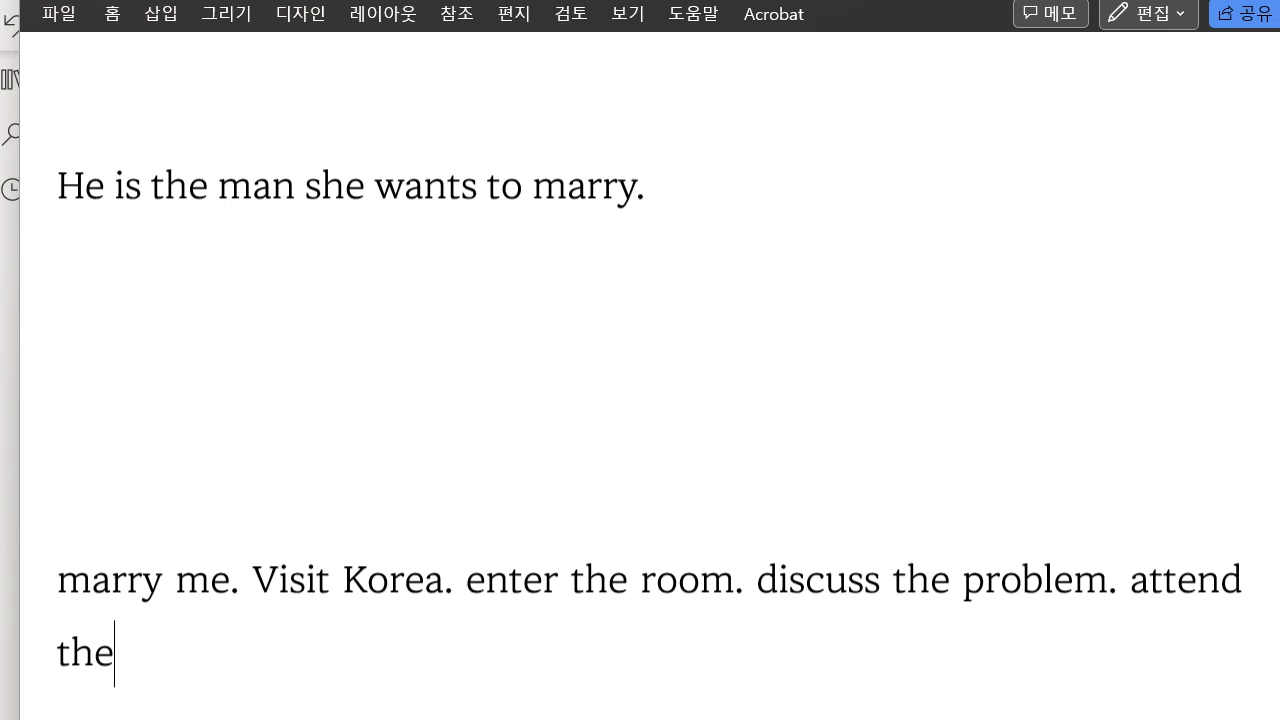 파일 홈 삽입 그리기 디자인 레이아웃 참조 편지 검토 보기 도움말 Acrobat 메모 편집 공유
He is the man she wants to marry.
marry me. Visit Korea. enter the room. discuss the problem. attend
the